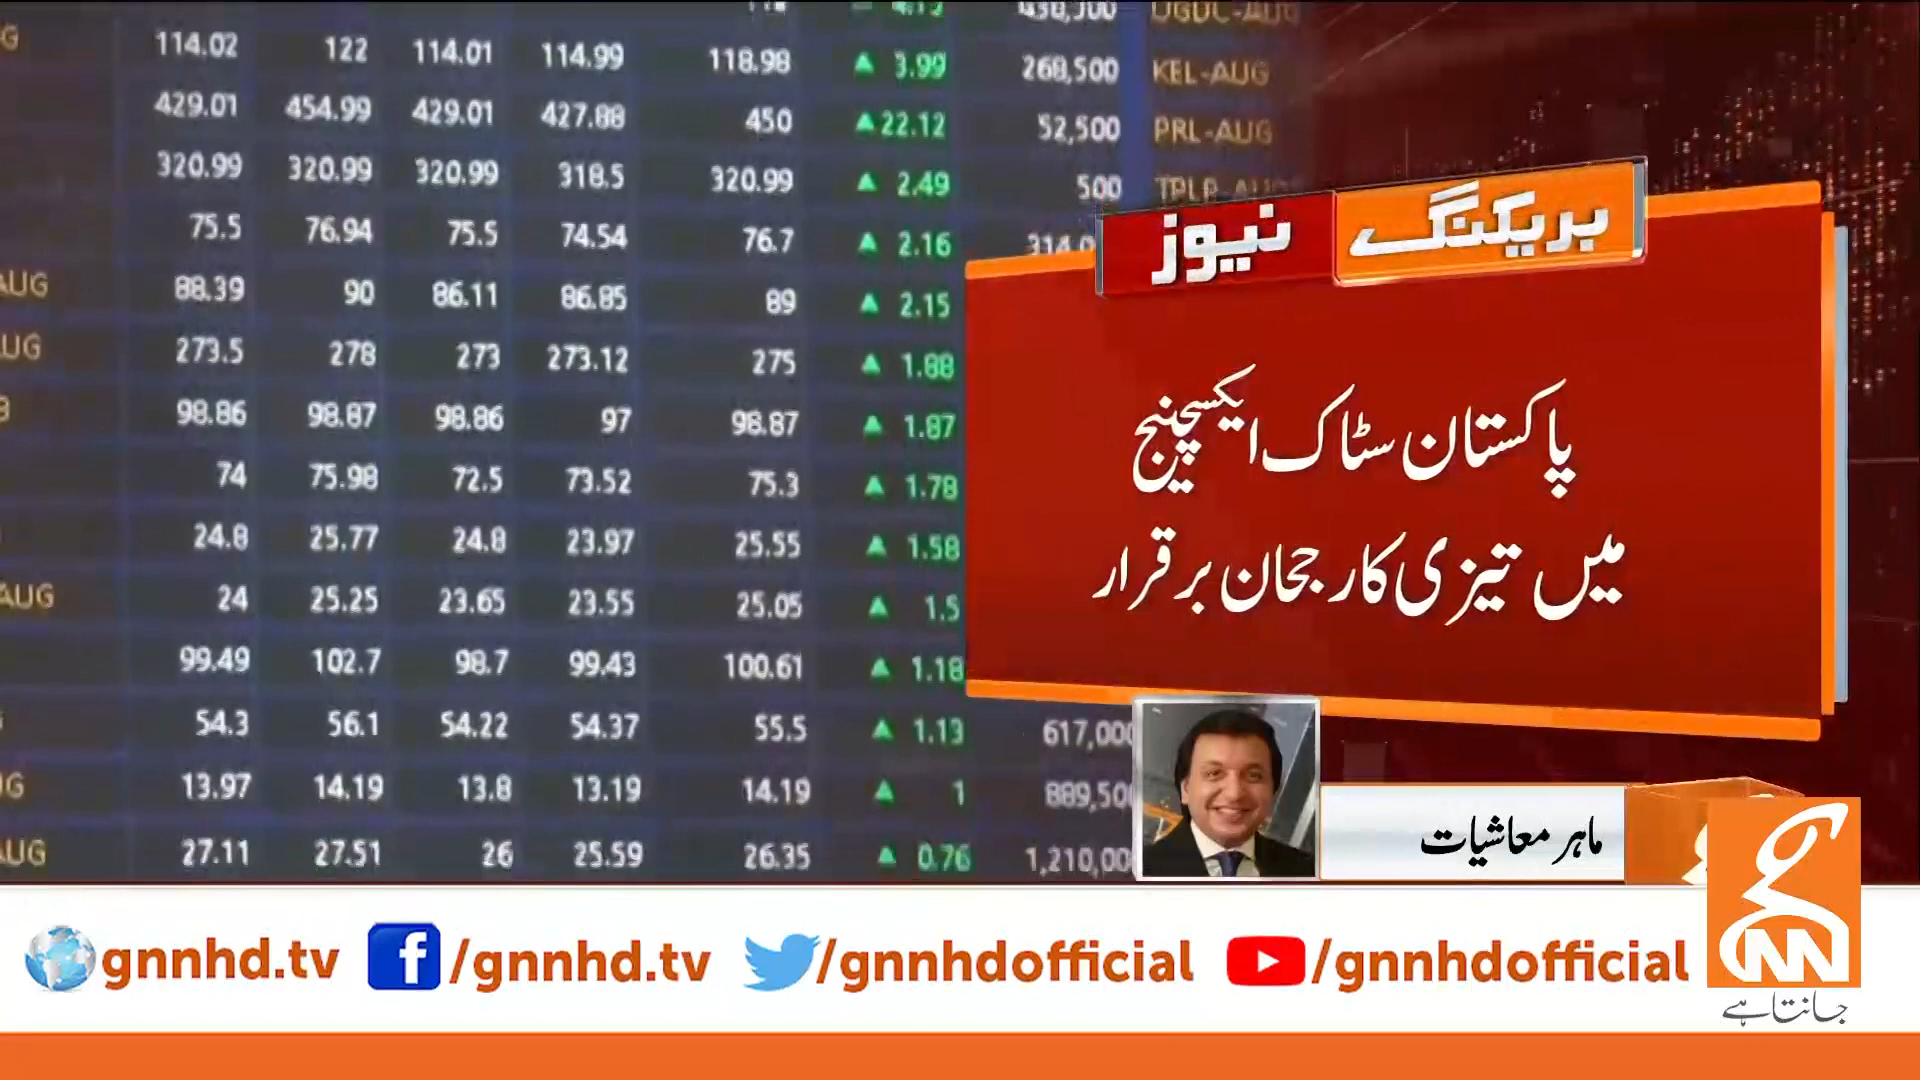 114.02 122 114.01 114.99 118.98 ▲ 3.99 268,500 KEL-AUG
429.01 454.99 429.01 427.88 450 ▲ 22.12 52,500 PRL-AUG
320.99 320.99 320.99 318.5 320.99 ▲ 2.49 500
75.5 76.94 75.5 74.54 76.7 ▲ 2.16
AUG 88.39 90 86.11 86.85 89 ▲ 2.15
UG 273.5 278 273 273.12 275 ▲ 1.88
98.86 98.87 98.86 97 98.87 ▲ 1.87
74 75.98 72.5 73.52 75.3 ▲ 1.78
24.8 25.77 24.8 23.97 25.55 ▲ 1.58
AUG 24 25.25 23.65 23.55 25.05 ▲ 1.5
99.49 102.7 98.7 99.43 100.61 ▲ 1.18
54.3 56.1 54.22 54.37 55.5 ▲ 1.13 617,000
G 13.97 14.19 13.8 13.19 14.19 ▲ 1 889,500
AUG 27.11 27.51 26 25.59 26.35 ▲ 0.76 1,210,000
بریکنگ نیوز
پاکستان سٹاک ایکسچینج
میں تیزی کا رجحان برقرار
ماہر معاشیات
gnnhd.tv /gnnhd.tv /gnnhdofficial /gnnhdofficial
GNN
جانتا ہے